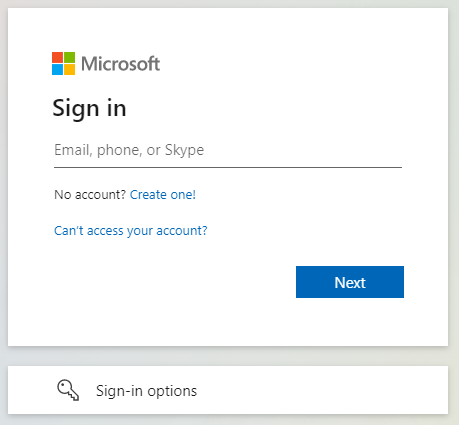 Microsoft
Sign in
Email, phone, or Skype
No account? Create one!
Can't access your account?
Next
Sign-in options